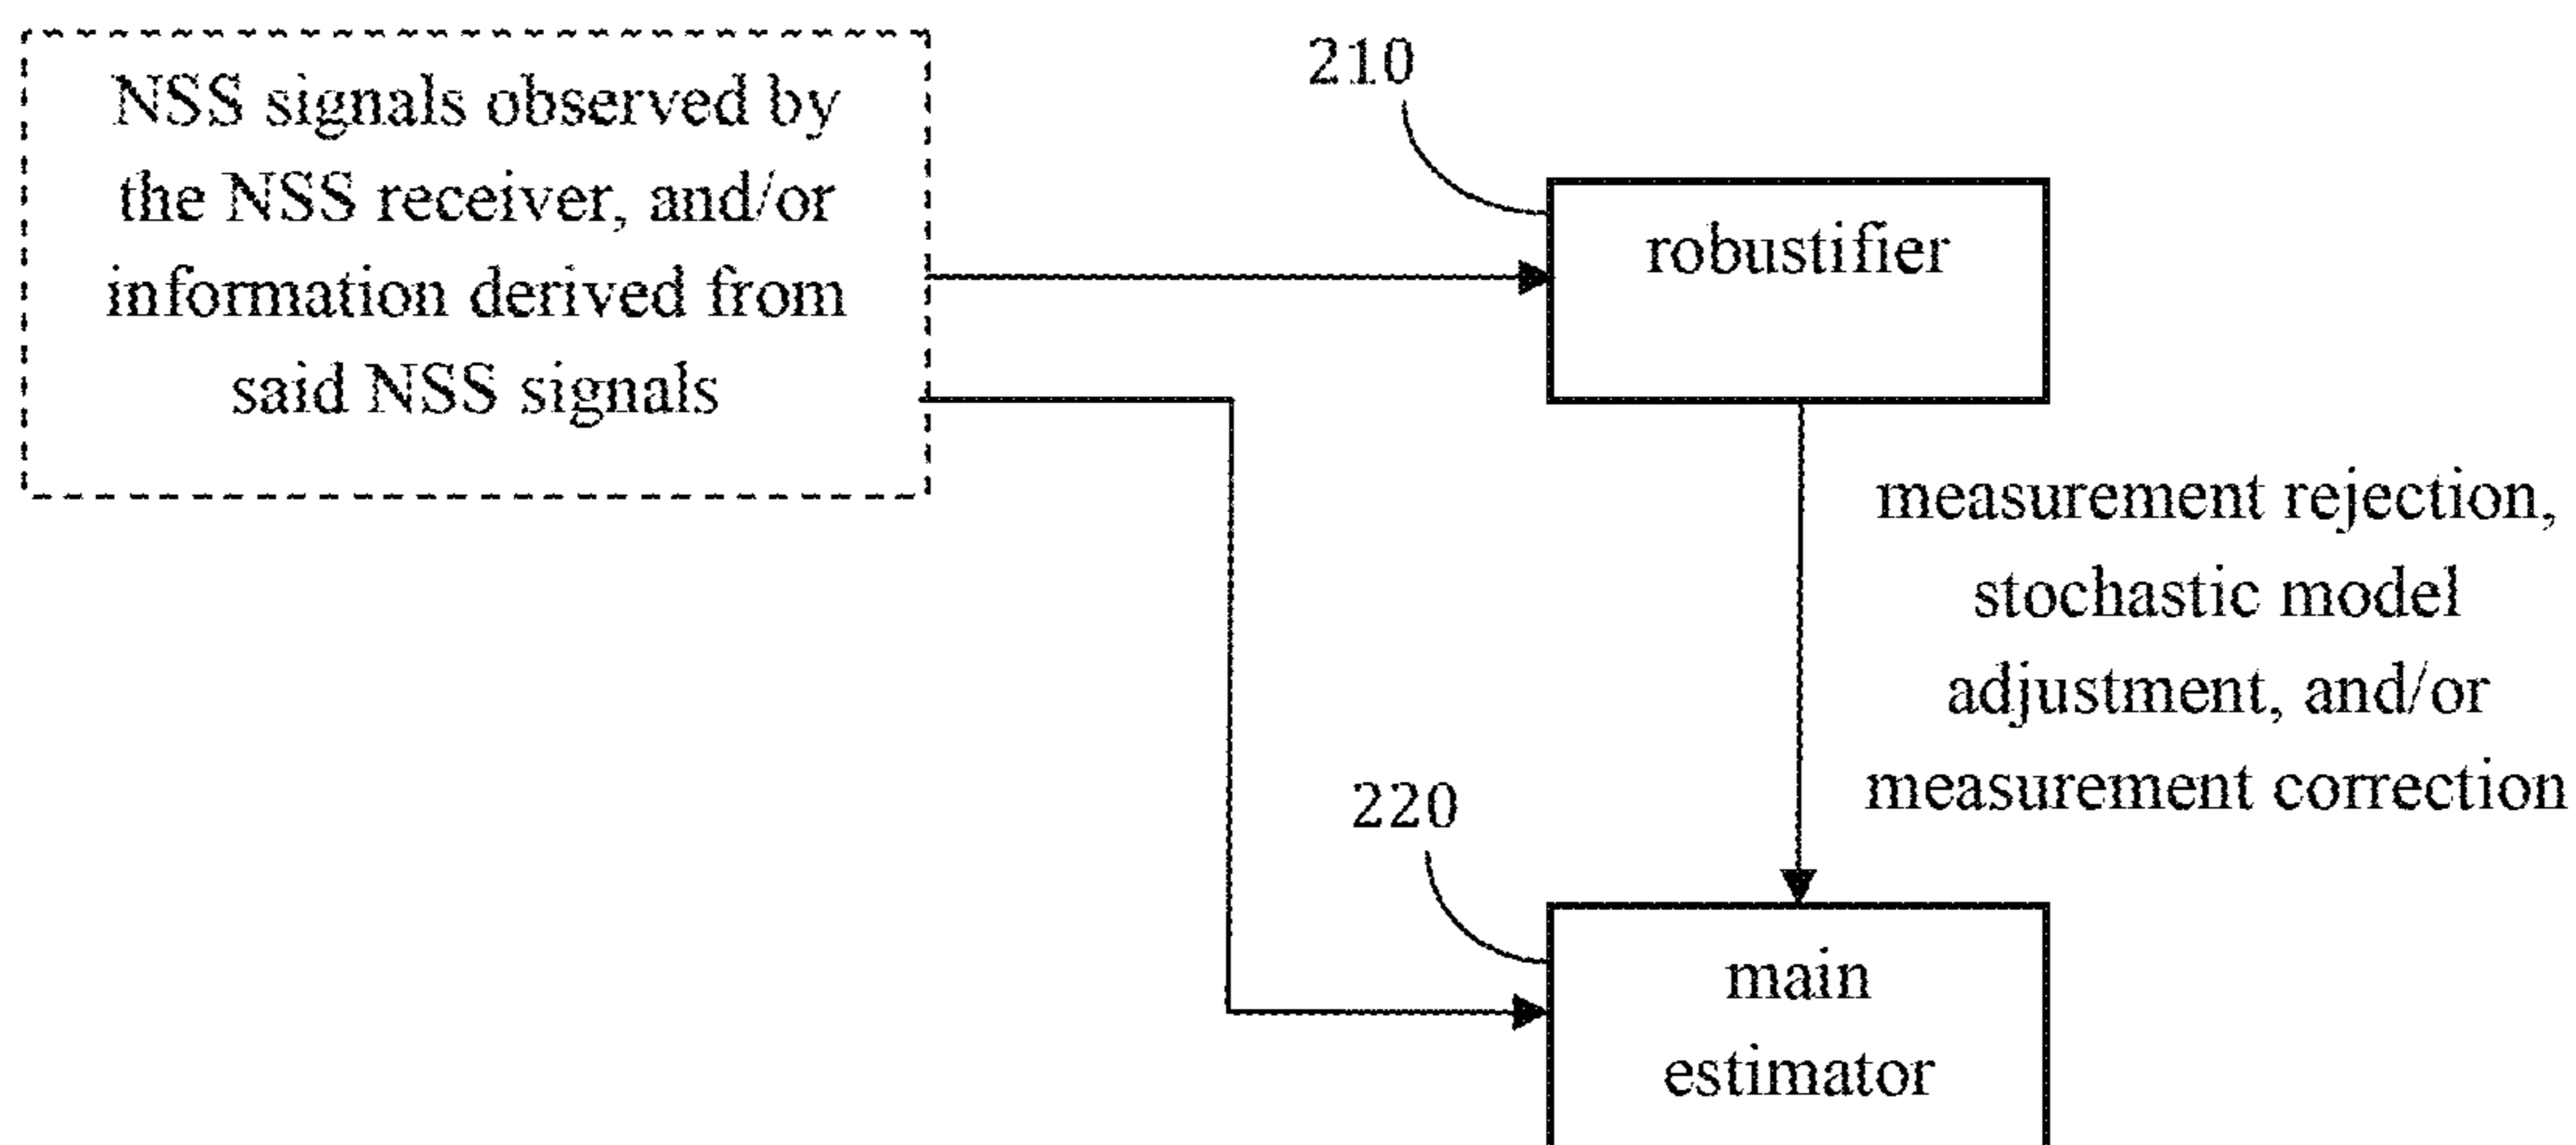 NSS signals observed by
the NSS receiver, and/or
information derived from
said NSS signals
210
robustifier
measurement rejection,
stochastic model
adjustment, and/or
measurement correction
220
main
estimator